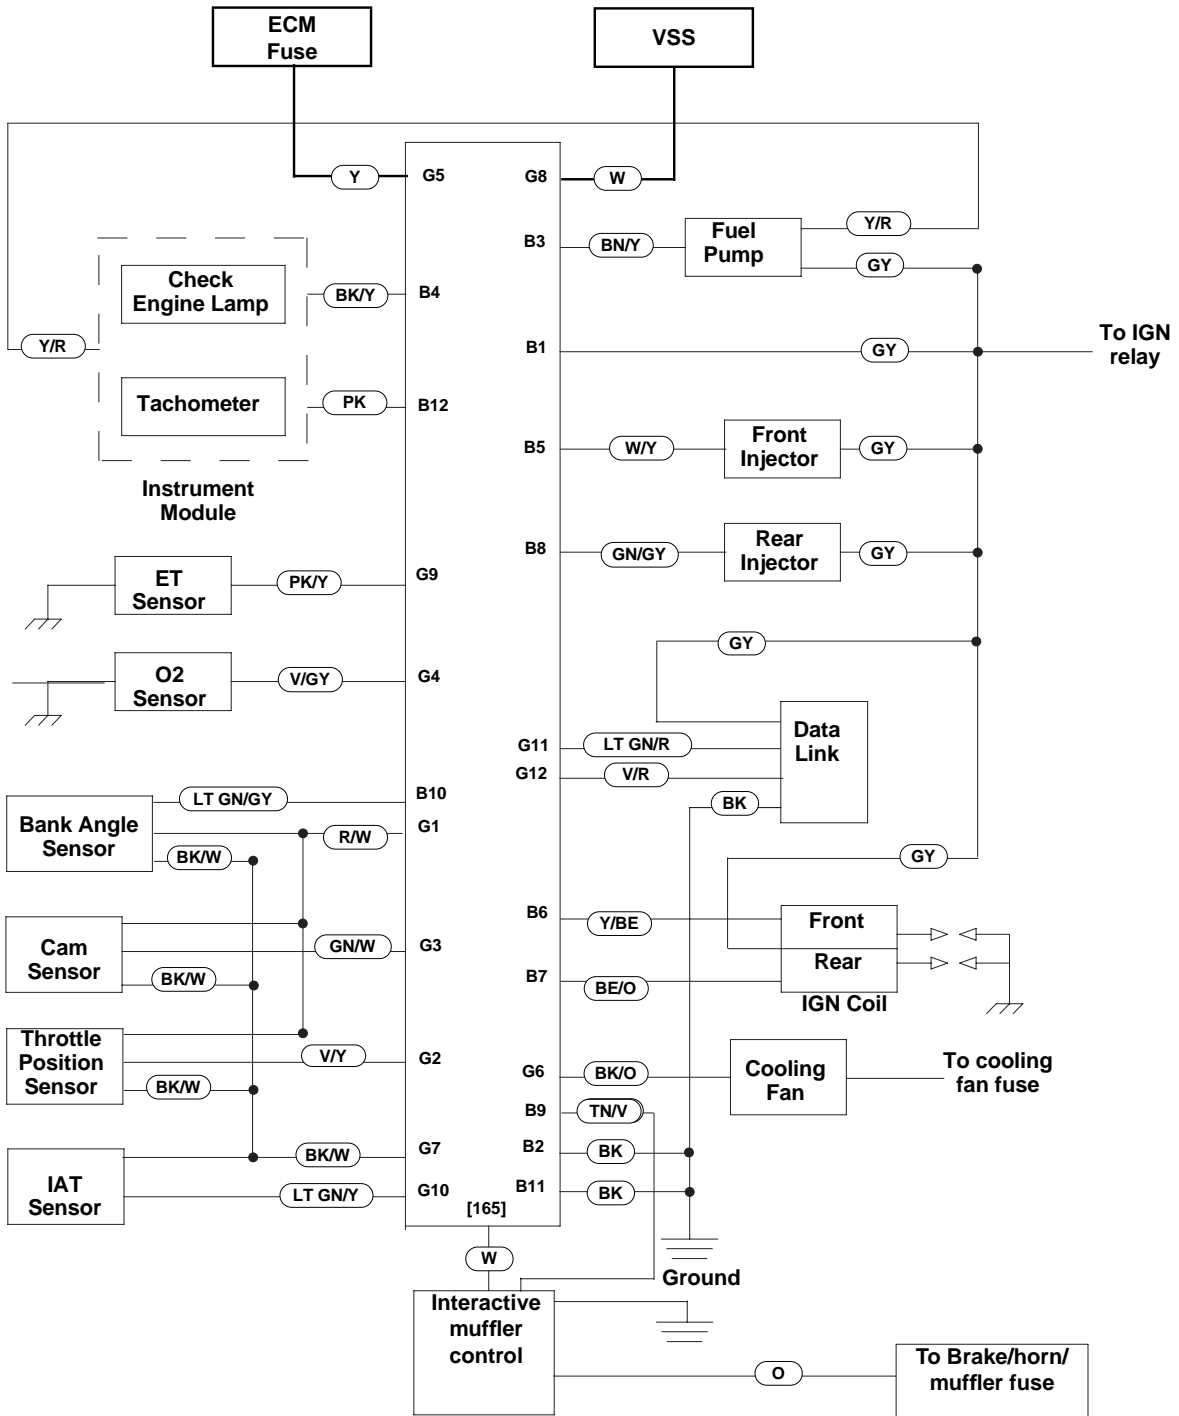 ECM
Fuse
VSS
Y
G5
G8
W
B3
BN/Y
Fuel
Pump
Y/R
GY
Check
Engine Lamp
BK/Y
B4
Y/R
B1
GY
To IGN
relay
Tachometer
PK
B12
B5
W/Y
Front
Injector
GY
Instrument
Module
B8
GN/GY
Rear
Injector
GY
ET
Sensor
PK/Y
G9
GY
O2
Sensor
V/GY
G4
Data
Link
G11
LT GN/R
G12
V/R
BK
LT GN/GY
B10
Bank Angle
Sensor
R/W
G1
BK/W
GY
B6
Y/BE
Front
Cam
Sensor
GN/W
G3
BK/W
B7
BE/O
Rear
IGN Coil
Throttle
Position
Sensor
V/Y
G2
BK/W
G6
BK/O
Cooling
Fan
To cooling
fan fuse
B9
TN/V
B2
BK
BK/W
G7
IAT
Sensor
LT GN/Y
G10
B11
BK
[165]
W
Ground
Interactive
muffler
control
O
To Brake/horn/
muffler fuse